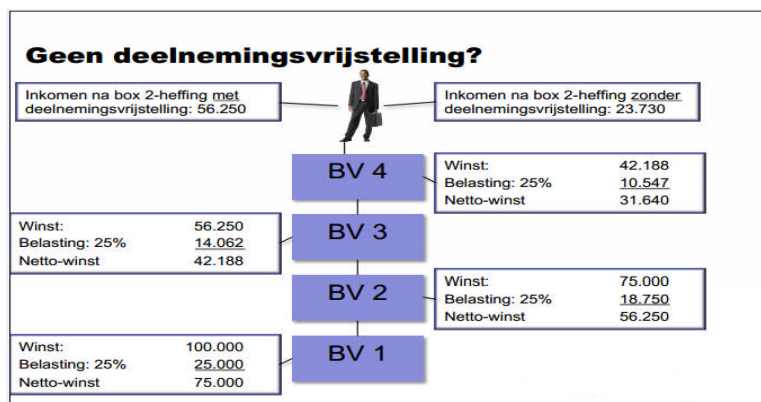 Geen deelnemingsvrijstelling?
Inkomen na box 2-heffing met
deelnemingsvrijstelling: 56.250
Inkomen na box 2-heffing zonder
deelnemingsvrijstelling: 23.730
BV 4
Winst: 42.188
Belasting: 25% 10.547
Netto-winst 31.640
Winst: 56.250
Belasting: 25% 14.062
Netto-winst 42.188
BV 3
BV 2
Winst: 75.000
Belasting: 25% 18.750
Netto-winst 56.250
Winst: 100.000
Belasting: 25% 25.000
Netto-winst 75.000
BV 1